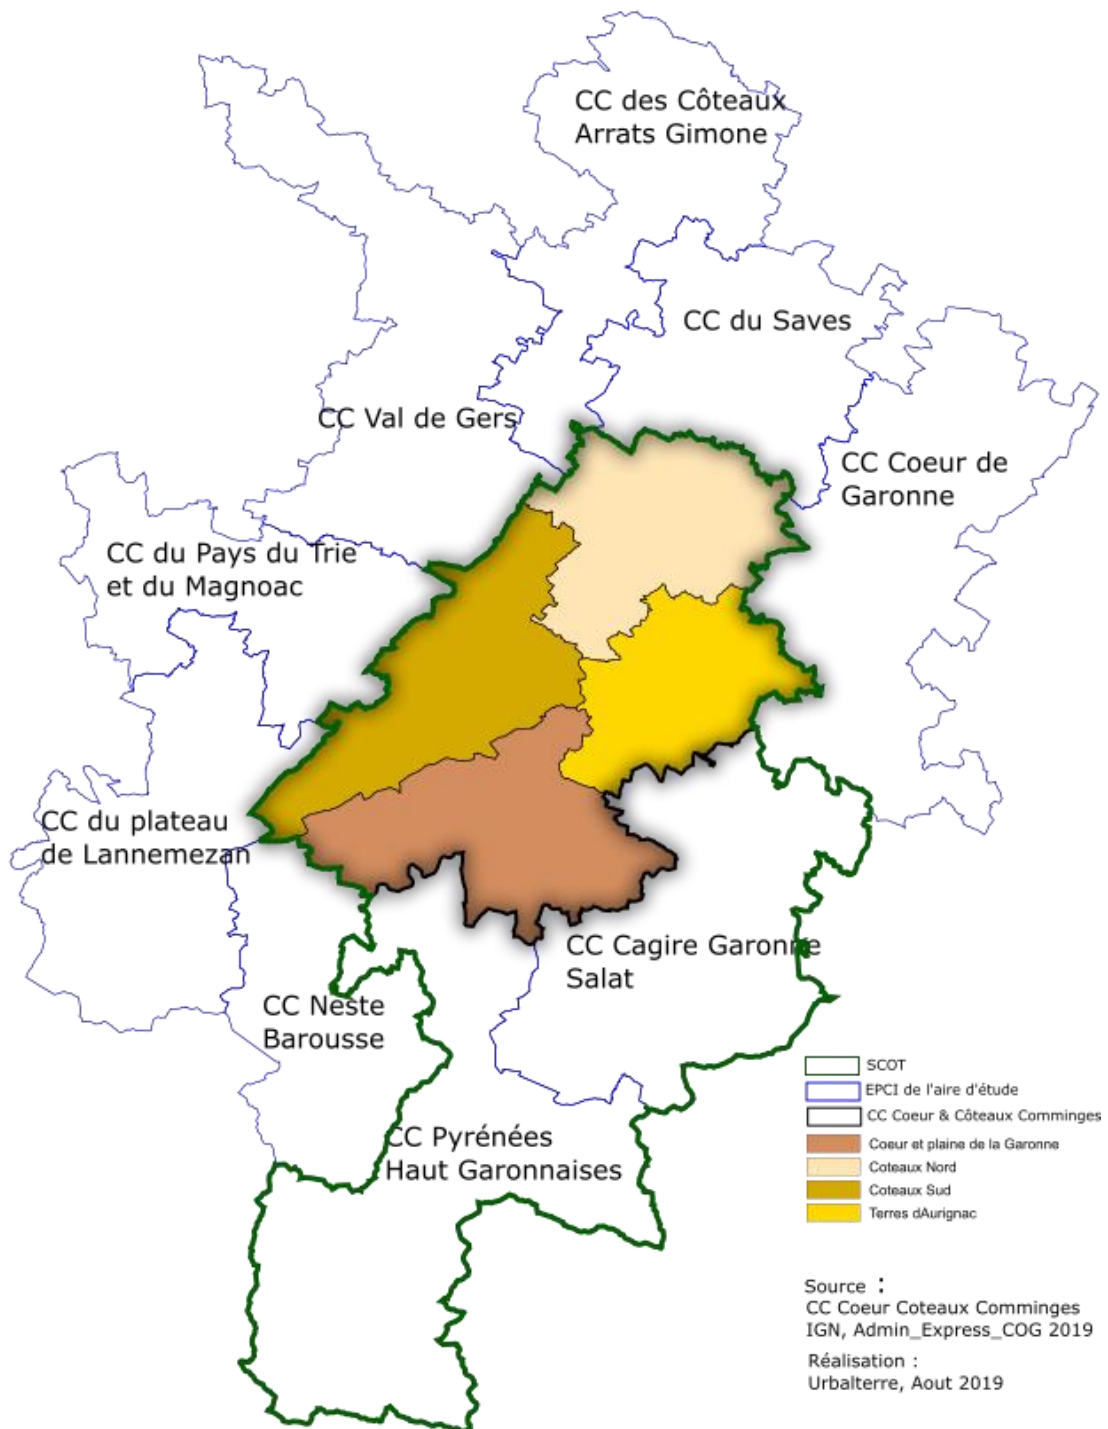 CC des Côteaux
Arrats Gimone
CC du Saves
CC Val de Gers
CC Coeur de
Garonne
CC du Pays du Trie
et du Magnoac
CC du plateau
de Lannemezan
CC Cagire Garonne
Salat
CC Neste
Barousse
CC Pyrénées
Haut Garonnaises
SCOT
EPCI de l'aire d'étude
CC Coeur & Côteaux Comminges
Coeur et plaine de la Garonne
Coteaux Nord
Coteaux Sud
Terres dAurignac
Source :
CC Coeur Coteaux Comminges
IGN, Admin_Express_COG 2019
Réalisation :
Urbalterre, Aout 2019